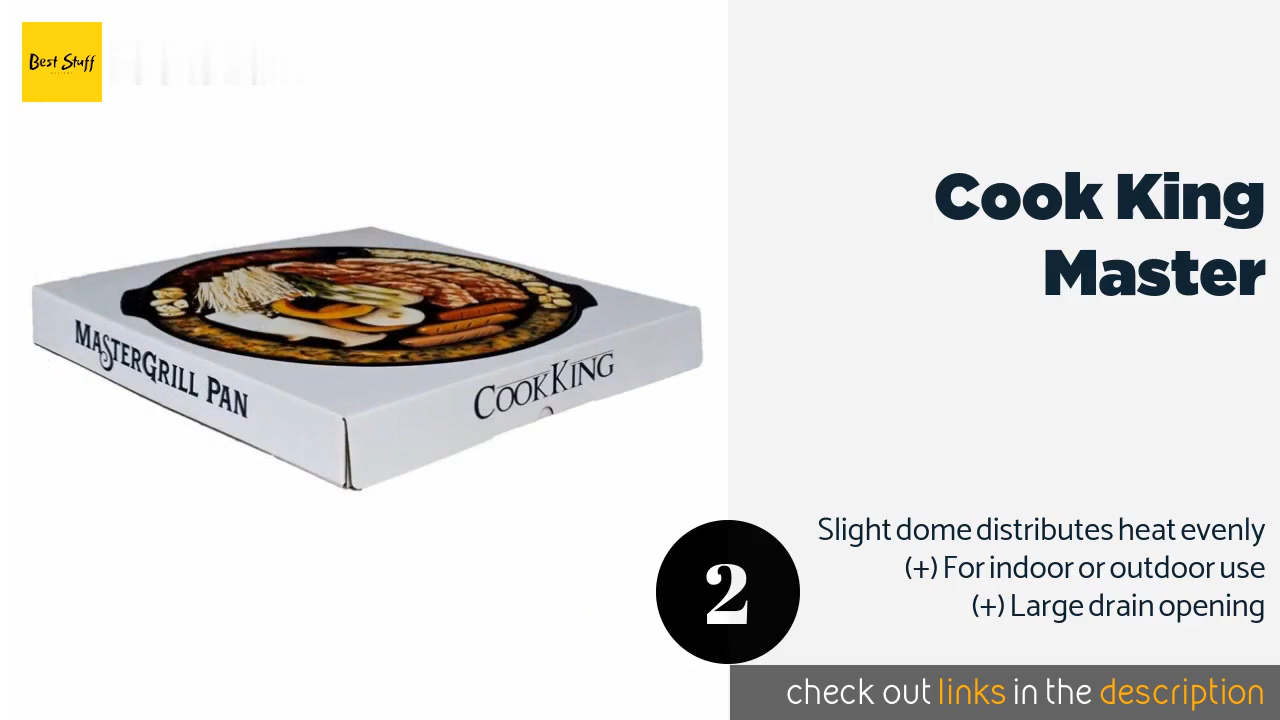 Best Stuff
Cook King
Master
MASTERGRILL PAN
COOKKING
Slight dome distributes heat evenly
(+) For indoor or outdoor use
(+) Large drain opening
2
check out links in the description